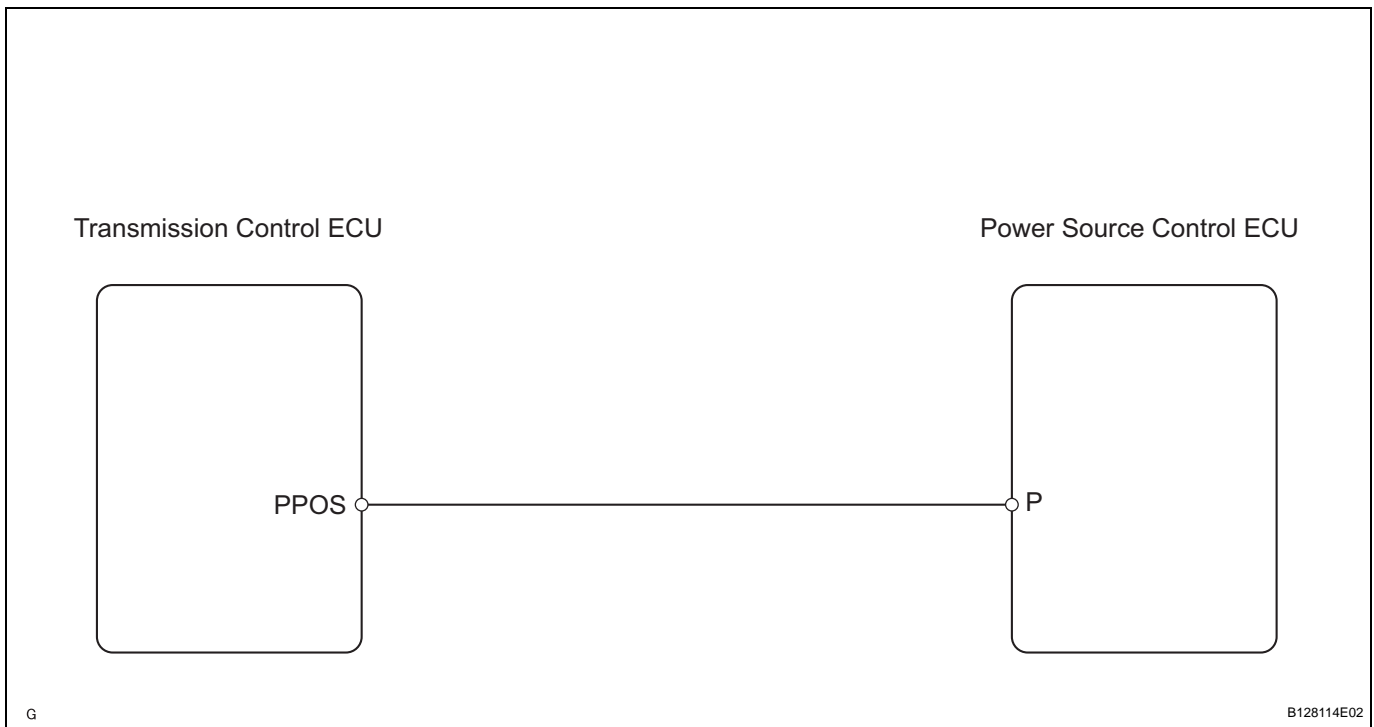 Transmission Control ECU
Power Source Control ECU
PPOS
P
G
B128114E02